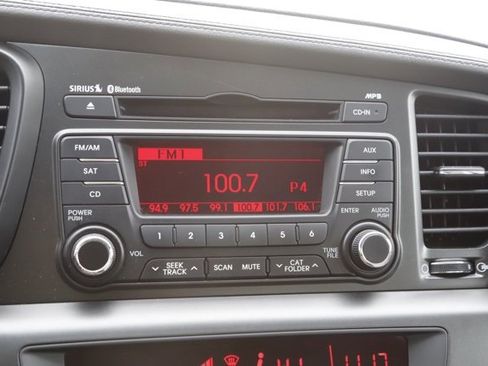 SIRIUS Bluetooth MP3
CD-IN
FM/AM FM1 AUX
ST
SAT 100.7 P4 INFO
CD SETUP
94.9 97.5 99.1 100.7 101.7 106.1
POWER PUSH ENTER AUDIO PUSH
1 2 3 4 5 6
VOL TUNE FILE
SEEK TRACK SCAN MUTE CAT FOLDER
11:17